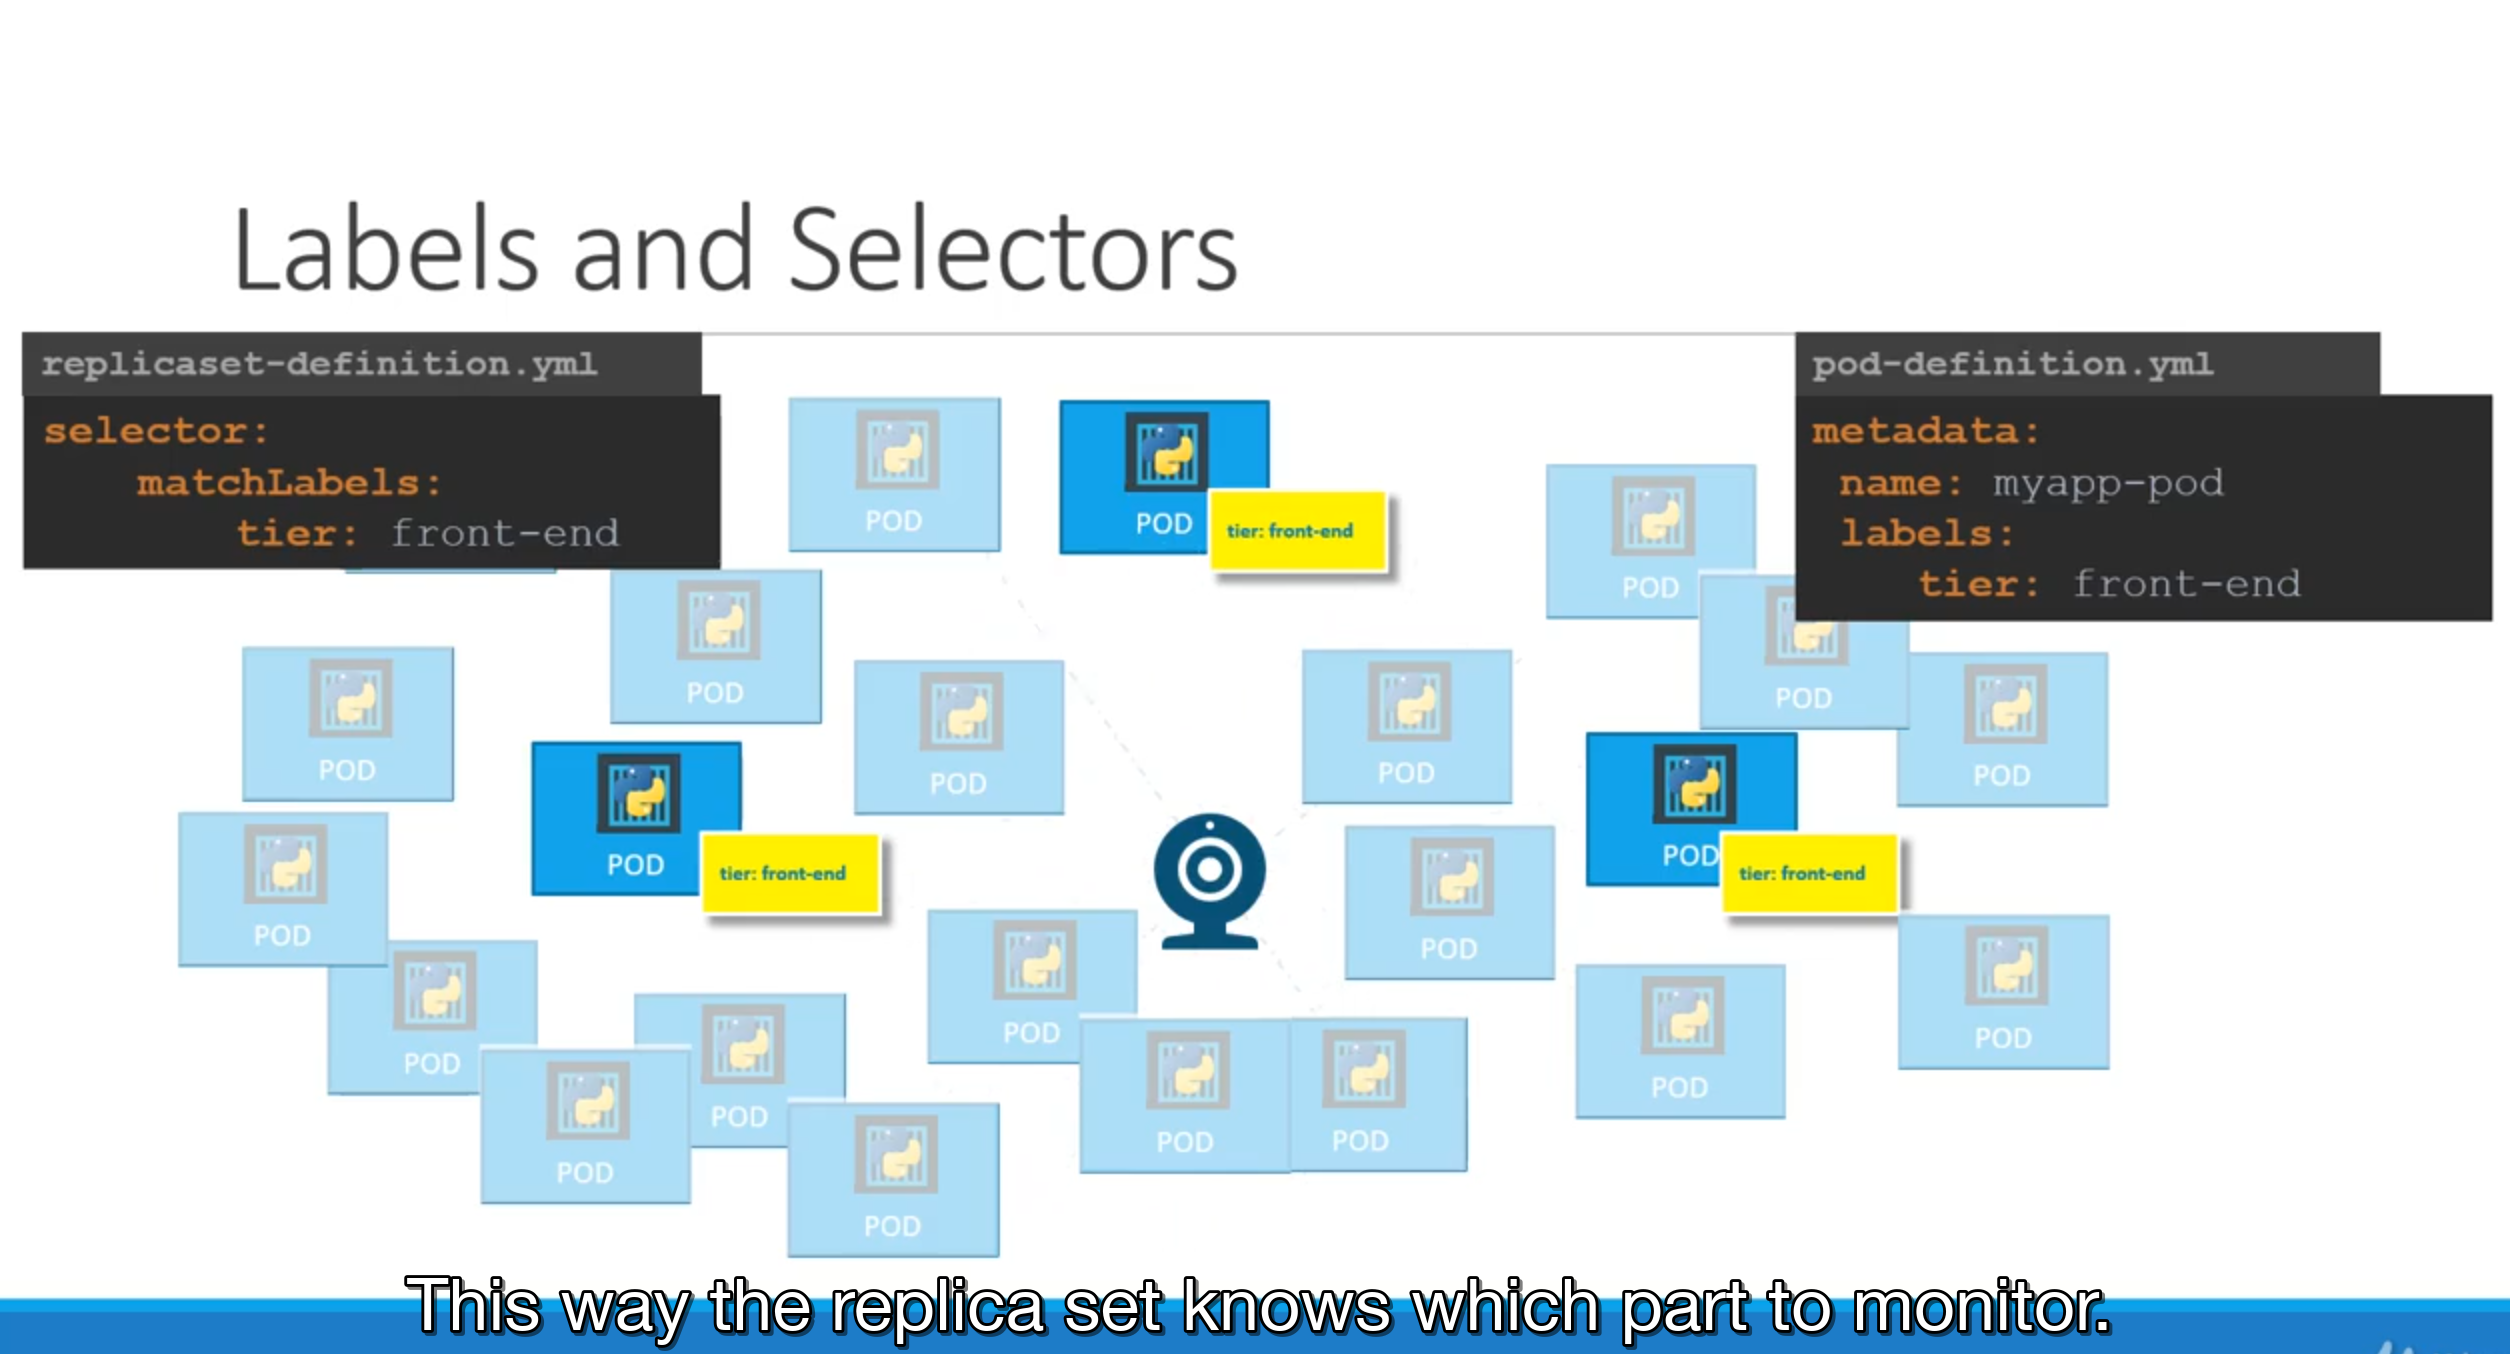 Labels and Selectors
replicaset-definition.yml
selector:
matchLabels:
tier: front-end
pod-definition.yml
metadata:
name: myapp-pod
labels:
tier: front-end
POD
POD
tier: front-end
POD
POD
POD
POD
POD
POD
POD
POD
tier: front-end
POD
tier: front-end
POD
POD
POD
POD
POD
POD
POD
POD
POD
POD
POD
POD
This way the replica set knows which part to monitor.